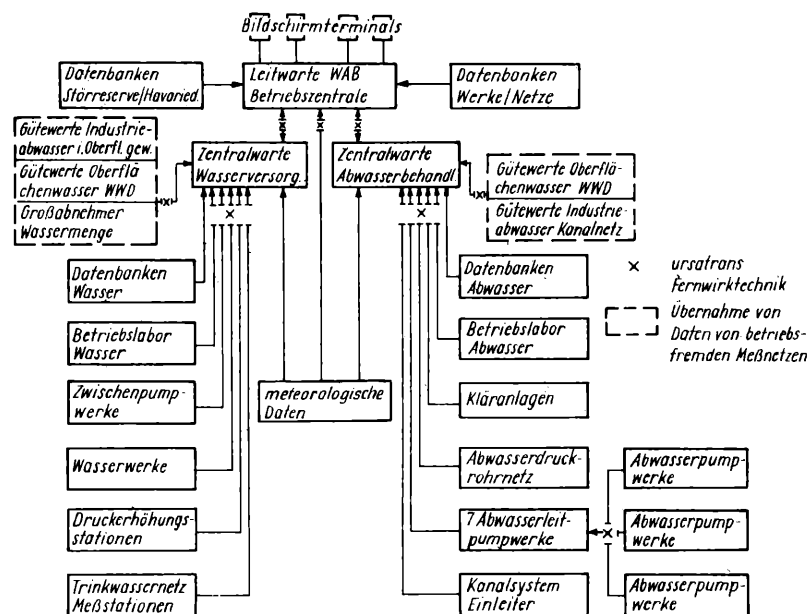 Bildschirmterminals
Datenbanken
Störreserve/Havaried.
Leitwarte WAB
Betriebszentrale
Datenbanken
Werke/Netze
Gütewerte Industrie-
abwasser i. Oberfl. gew.
Gütewerte Oberflä
chenwasser WWD
Großabnehmer
Wassermenge
Zentralwarte
Wasserversorg.
Zentralwarte
Abwasserbehandl.
Gütewerte Oberflä-
chenwasser WWD
Gütewerte Industrie-
abwasser Kanalnetz
Datenbanken
Wasser
Betriebslabor
Wasser
Zwischenpump-
werke
Wasserwerke
Druckerhöhungs-
stationen
Trinkwassernetz
Meßstationen
meteorologische
Daten
Datenbanken
Abwasser
Betriebslabor
Abwasser
Kläranlagen
Abwasserdruck-
rohrnetz
7 Abwasserleit-
pumpwerke
Kanalsystem
Einleiter
x ursatrans
Fernwirktechnik
Übernahme von
Daten von betriebs-
fremden Meßnetzen
Abwasserpump-
werke
Abwasserpump-
werke
Abwasserpump-
werke